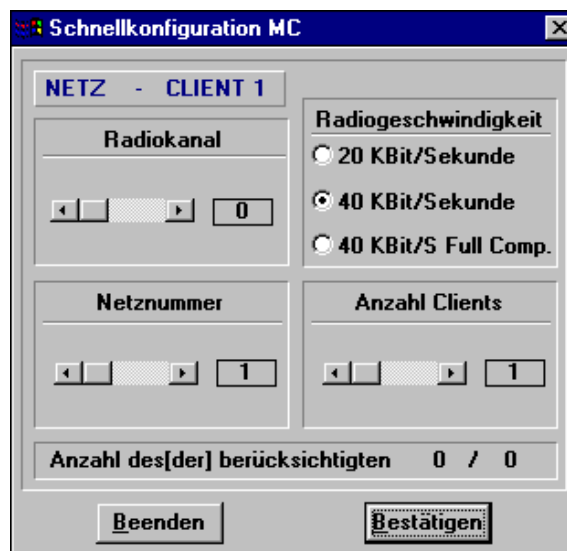 Schnellkonfiguration MC
NETZ - CLIENT 1
Radiokanal
0
Radiogeschwindigkeit
20 KBit/Sekunde
40 KBit/Sekunde
40 KBit/S Full Comp.
Netznummer
1
Anzahl Clients
1
Anzahl des[der] berücksichtigten 0 / 0
Beenden
Bestätigen